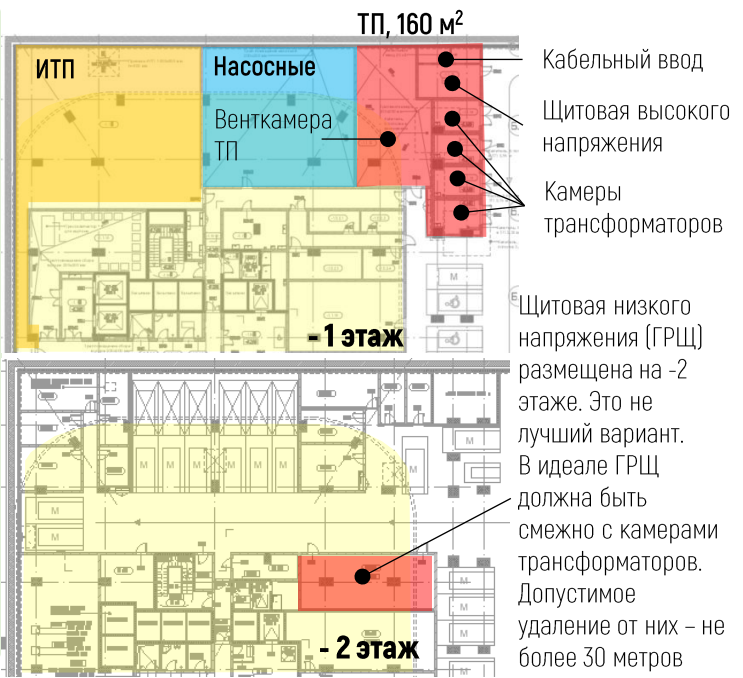 ТП, 160 м²
ИТП
Насосные
Венткамера
ТП
Кабельный ввод
Щитовая высокого
напряжения
Камеры
трансформаторов
- 1 этаж
Щитовая низкого
напряжения (ГРЩ)
размещена на -2
этаже. Это не
лучший вариант.
В идеале ГРЩ
должна быть
смежно с камерами
трансформаторов.
Допустимое
удаление от них – не
более 30 метров
M
M
M
M
M
M
M
M
M
M
M
M
- 2 этаж